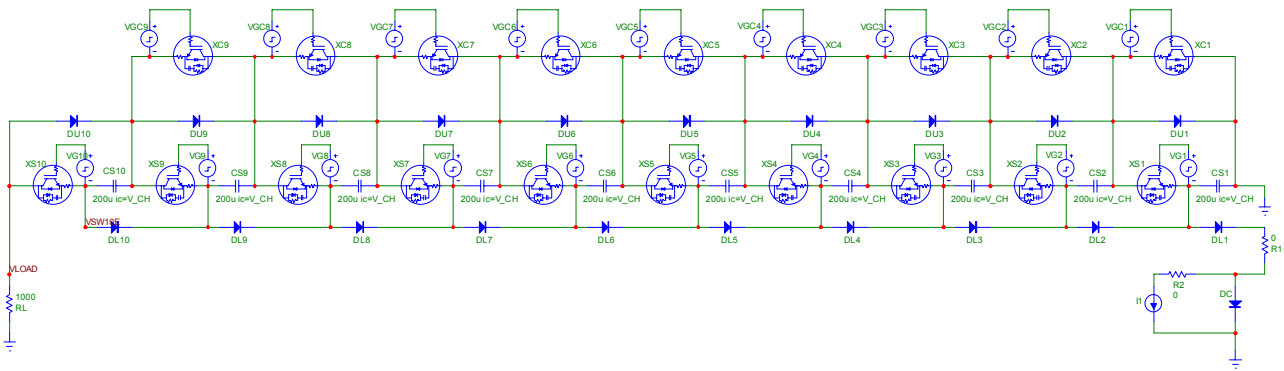 VGC9 VGC8 VGC7 VGC6 VGC5 VGC4 VGC3 VGC2 VGC1
XC9 XC8 XC7 XC6 XC5 XC4 XC3 XC2 XC1
DU10 DU9 DU8 DU7 DU6 DU5 DU4 DU3 DU2 DU1
VG10 VG9 VG8 VG7 VG6 VG5 VG4 VG3 VG2 VG1
XS10 XS9 XS8 XS7 XS6 XS5 XS4 XS3 XS2 XS1
CS10 CS9 CS8 CS7 CS6 CS5 CS4 CS3 CS2 CS1
200u ic=V_CH 200u ic=V_CH 200u ic=V_CH 200u ic=V_CH 200u ic=V_CH 200u ic=V_CH 200u ic=V_CH 200u ic=V_CH 200u ic=V_CH 200u ic=V_CH
VSW10E
DL10 DL9 DL8 DL7 DL6 DL5 DL4 DL3 DL2 DL1
0
R1
VLOAD
R2
0
1000
RL
I1
DC